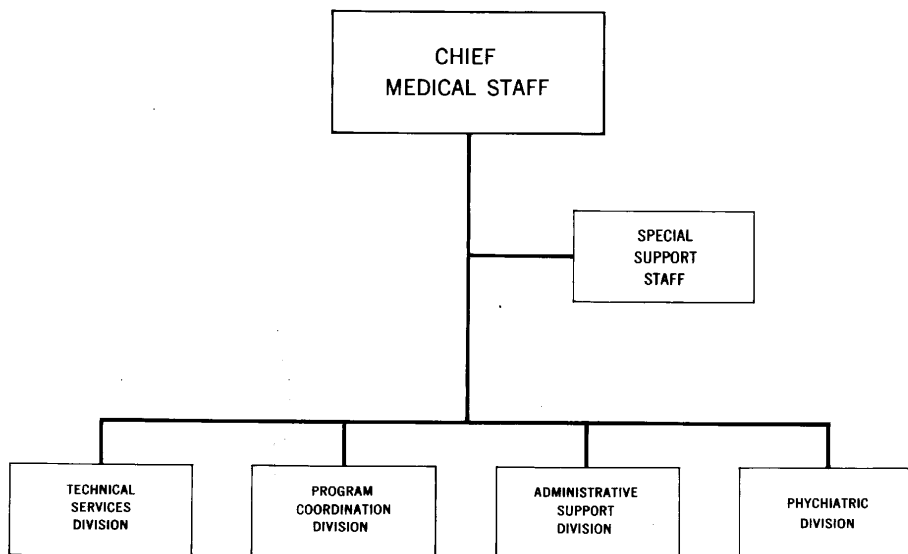 CHIEF
MEDICAL STAFF
SPECIAL
SUPPORT
STAFF
TECHNICAL
SERVICES
DIVISION
PROGRAM
COORDINATION
DIVISION
ADMINISTRATIVE
SUPPORT
DIVISION
PHYCHIATRIC
DIVISION